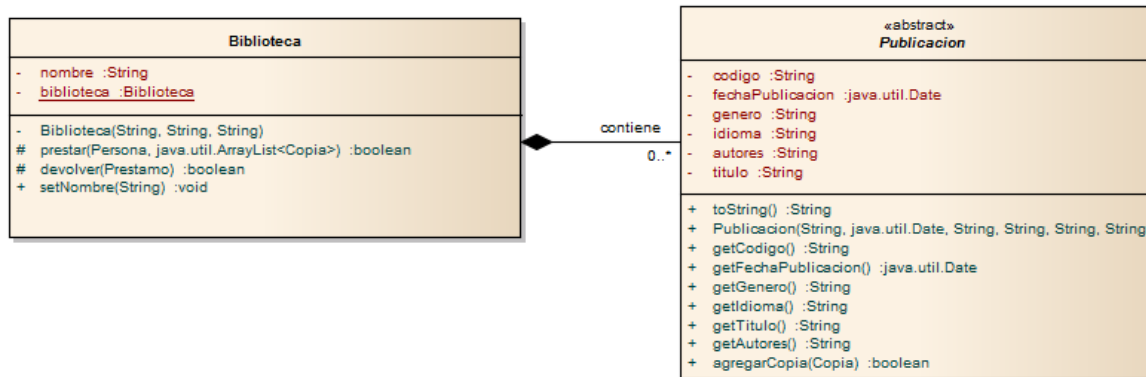 Biblioteca
- nombre :String
- biblioteca :Biblioteca
- Biblioteca(String, String, String)
# prestar(Persona, java.util.ArrayList<Copia>) :boolean
# devolver(Prestamo) :boolean
+ setNombre(String) :void
contiene
0..*
«abstract»
Publicacion
- codigo :String
- fechaPublicacion :java.util.Date
- genero :String
- idioma :String
- autores :String
- titulo :String
+ toString() :String
+ Publicacion(String, java.util.Date, String, String, String, String
+ getCodigo() :String
+ getFechaPublicacion() :java.util.Date
+ getGenero() :String
+ getIdioma() :String
+ getTitulo() :String
+ getAutores() :String
+ agregarCopia(Copia) :boolean